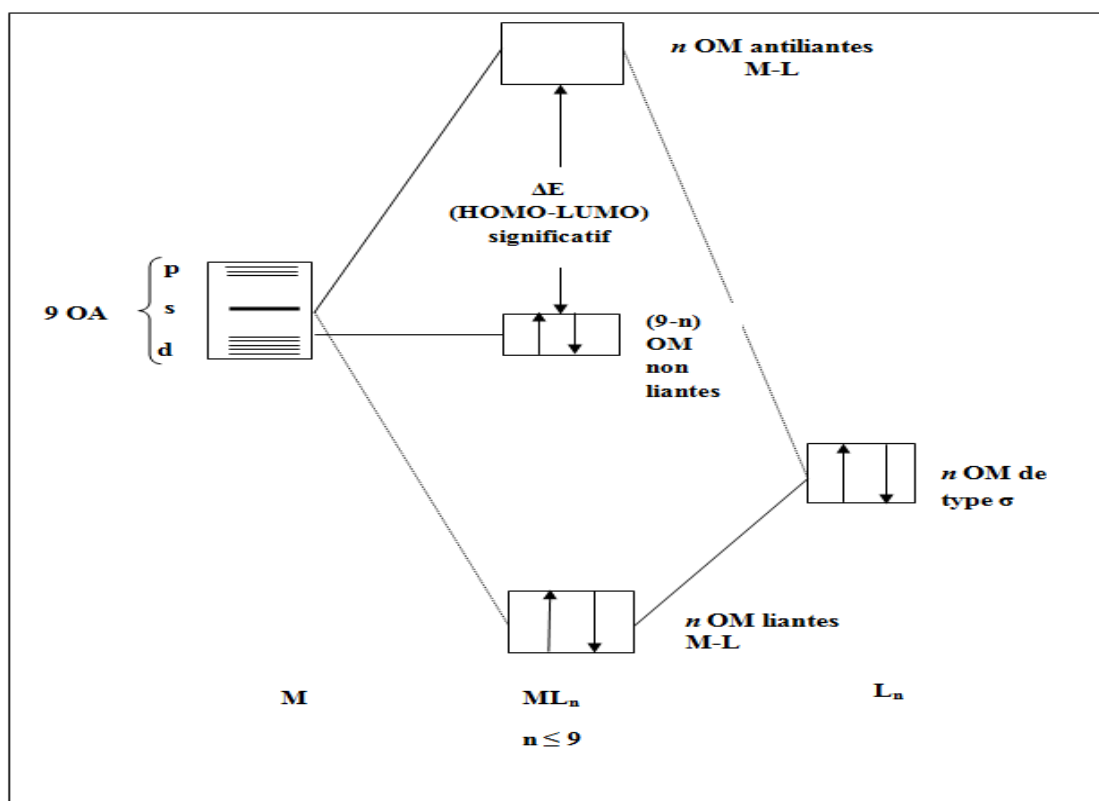 n OM antiliantes
M-L
ΔE
(HOMO-LUMO)
significatif
9 OA
p
s
d
(9-n)
OM
non
liantes
n OM de
type σ
n OM liantes
M-L
M
MLn
Ln
n ≤ 9